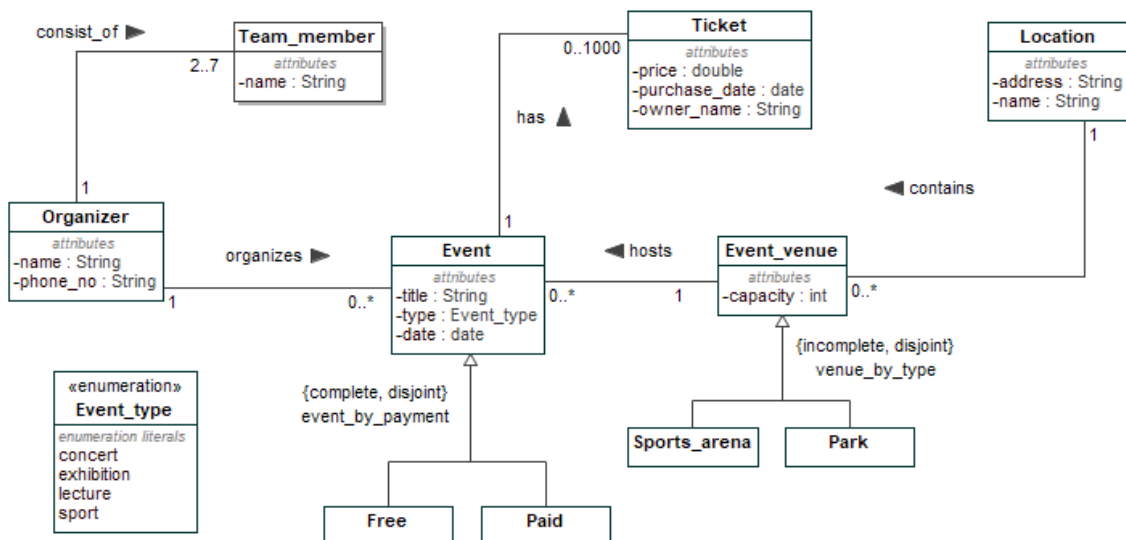 consist_of
Team_member
attributes
-name : String
2..7
1
Ticket
attributes
-price : double
-purchase_date : date
-owner_name : String
0..1000
has
1
Location
attributes
-address : String
-name : String
1
contains
0..*
Organizer
attributes
-name : String
-phone_no : String
organizes
1
0..*
Event
attributes
-title : String
-type : Event_type
-date : date
hosts
0..*
1
Event_venue
attributes
-capacity : int
{incomplete, disjoint}
venue_by_type
Sports_arena
Park
{complete, disjoint}
event_by_payment
Free
Paid
«enumeration»
Event_type
enumeration literals
concert
exhibition
lecture
sport